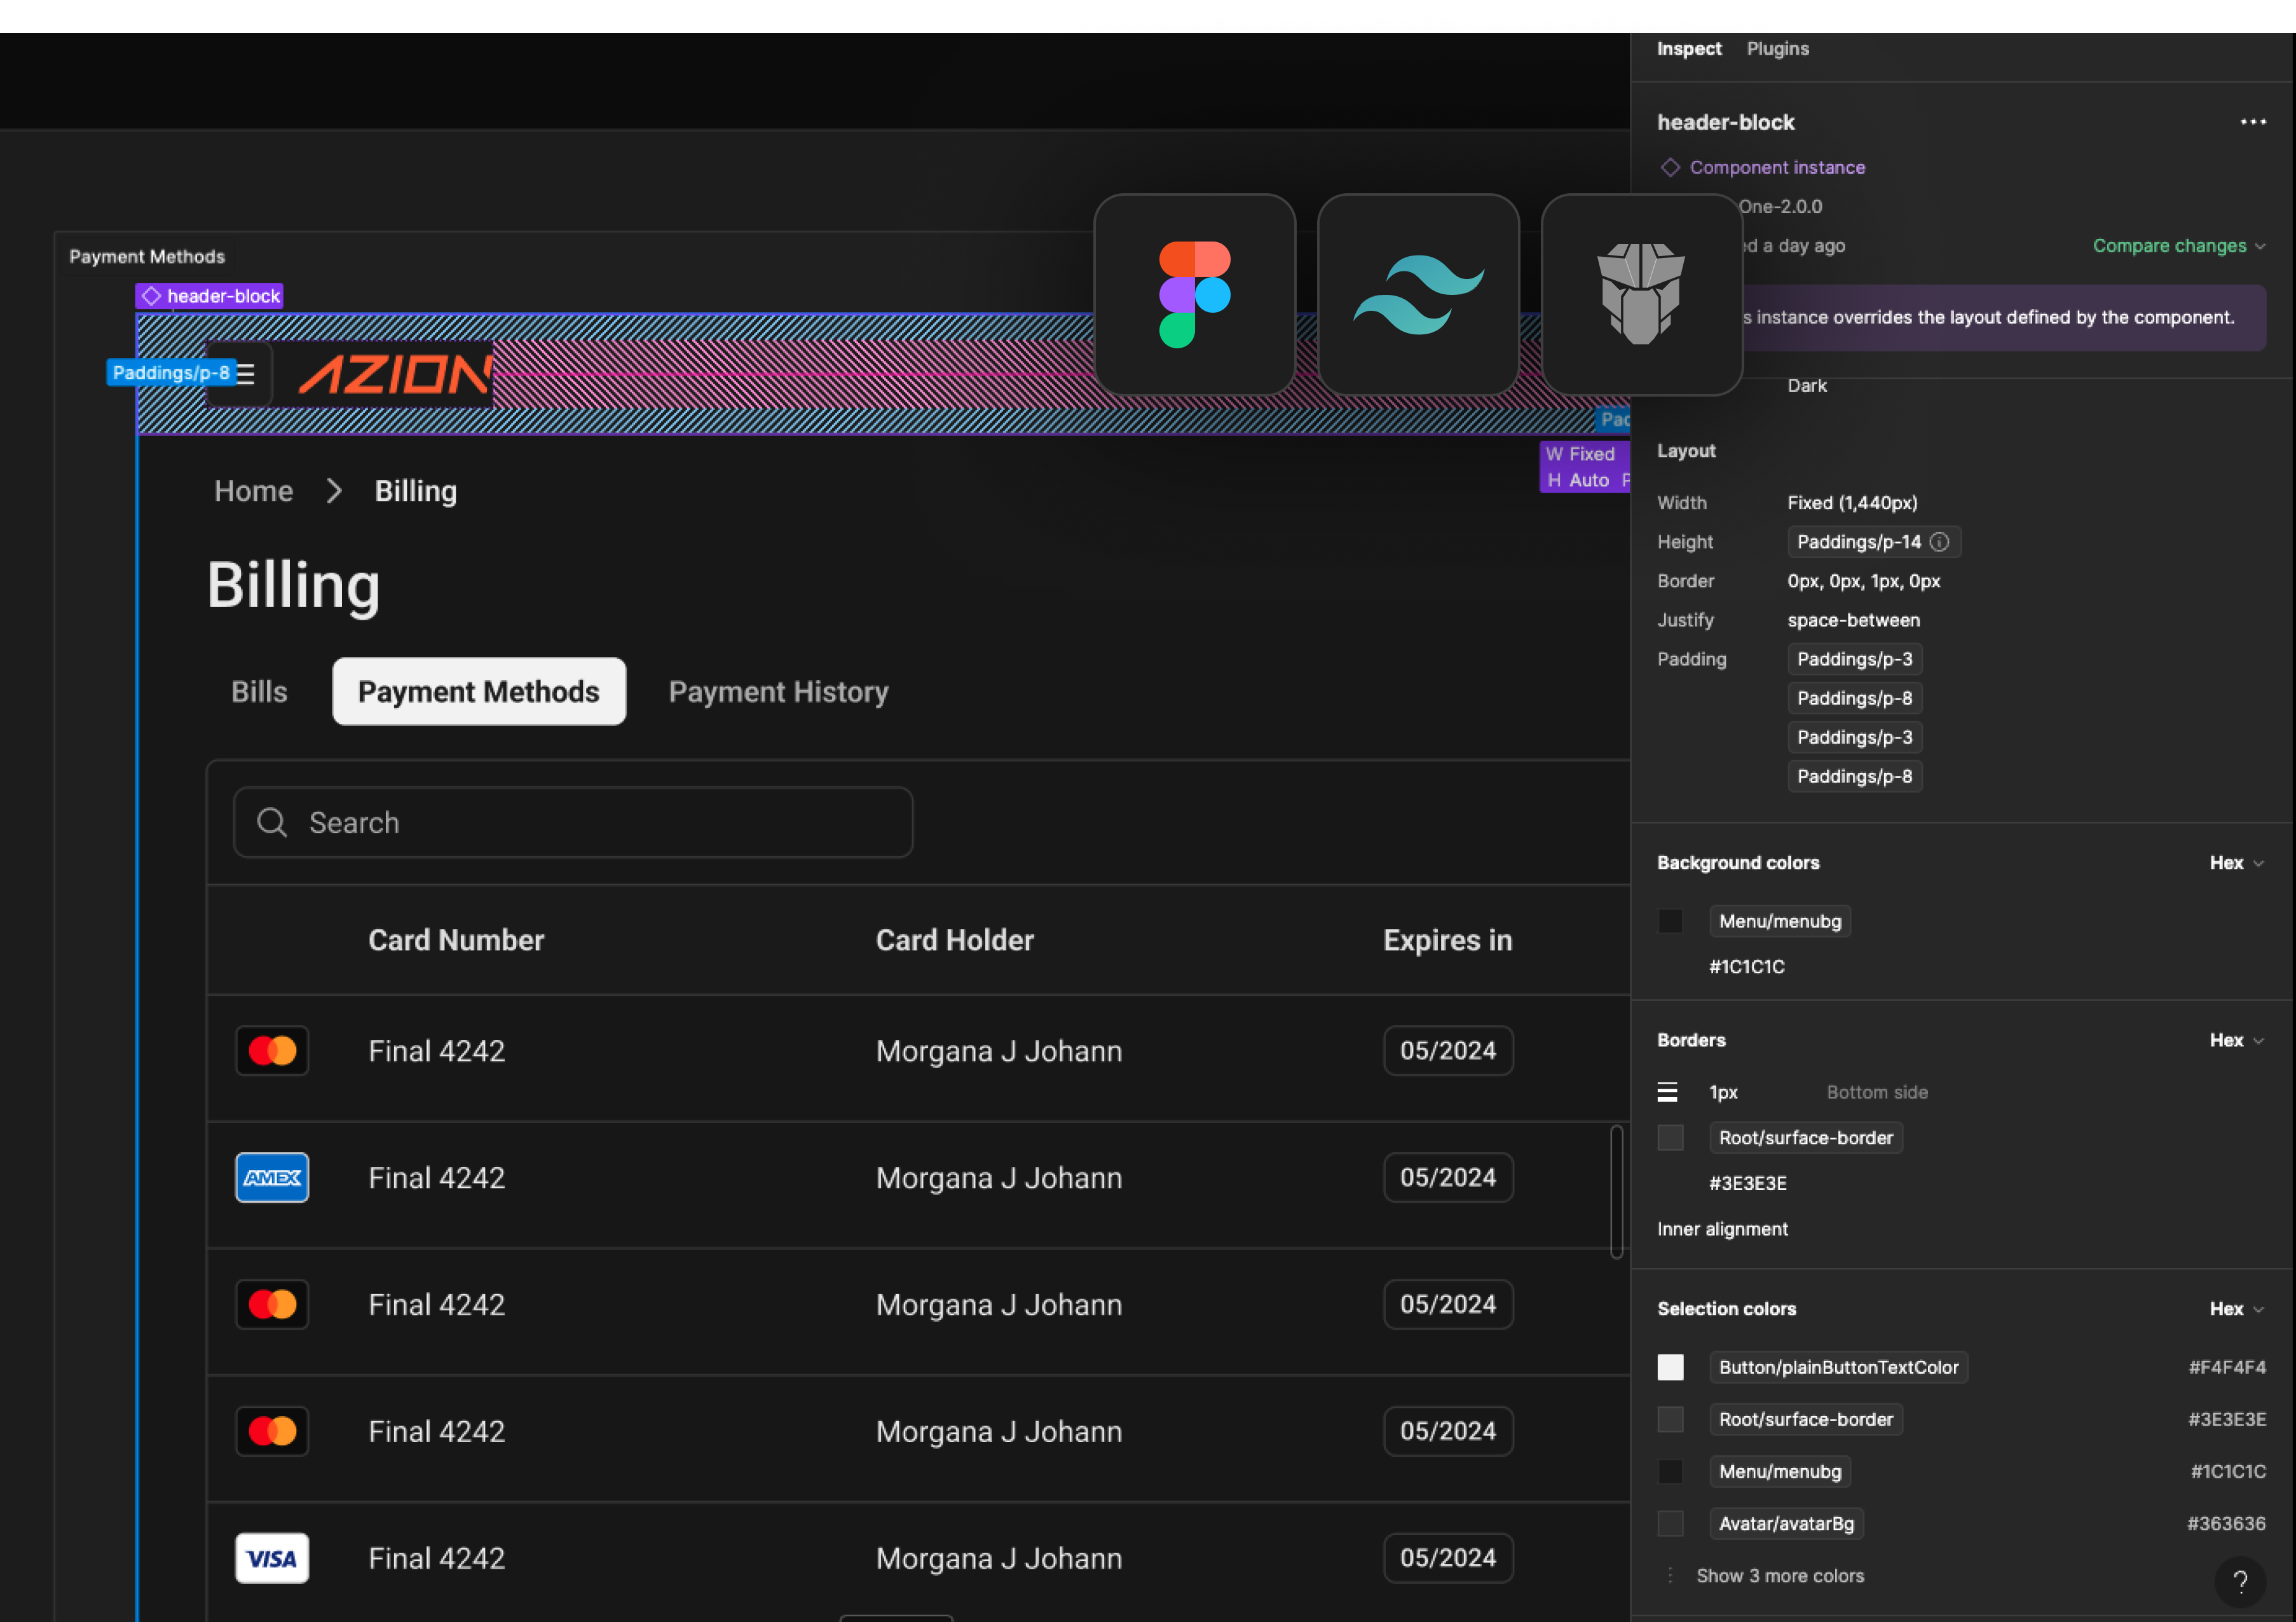 Inspect Plugins
header-block
Component instance
One-2.0.0
ed a day ago
Compare changes
s instance overrides the layout defined by the component.
Dark
Payment Methods
header-block
Paddings/p-8
AZION
Pad
W Fixed
H Auto
Home > Billing
Billing
Bills Payment Methods Payment History
Search
Card Number Card Holder Expires in
Final 4242 Morgana J Johann 05/2024
AMEX Final 4242 Morgana J Johann 05/2024
Final 4242 Morgana J Johann 05/2024
Final 4242 Morgana J Johann 05/2024
VISA Final 4242 Morgana J Johann 05/2024
Layout
Width Fixed (1,440px)
Height Paddings/p-14
Border 0px, 0px, 1px, 0px
Justify space-between
Padding Paddings/p-3
Paddings/p-8
Paddings/p-3
Paddings/p-8
Background colors Hex
Menu/menubg
#1C1C1C
Borders Hex
1px Bottom side
Root/surface-border
#3E3E3E
Inner alignment
Selection colors Hex
Button/plainButtonTextColor #F4F4F4
Root/surface-border #3E3E3E
Menu/menubg #1C1C1C
Avatar/avatarBg #363636
Show 3 more colors
?